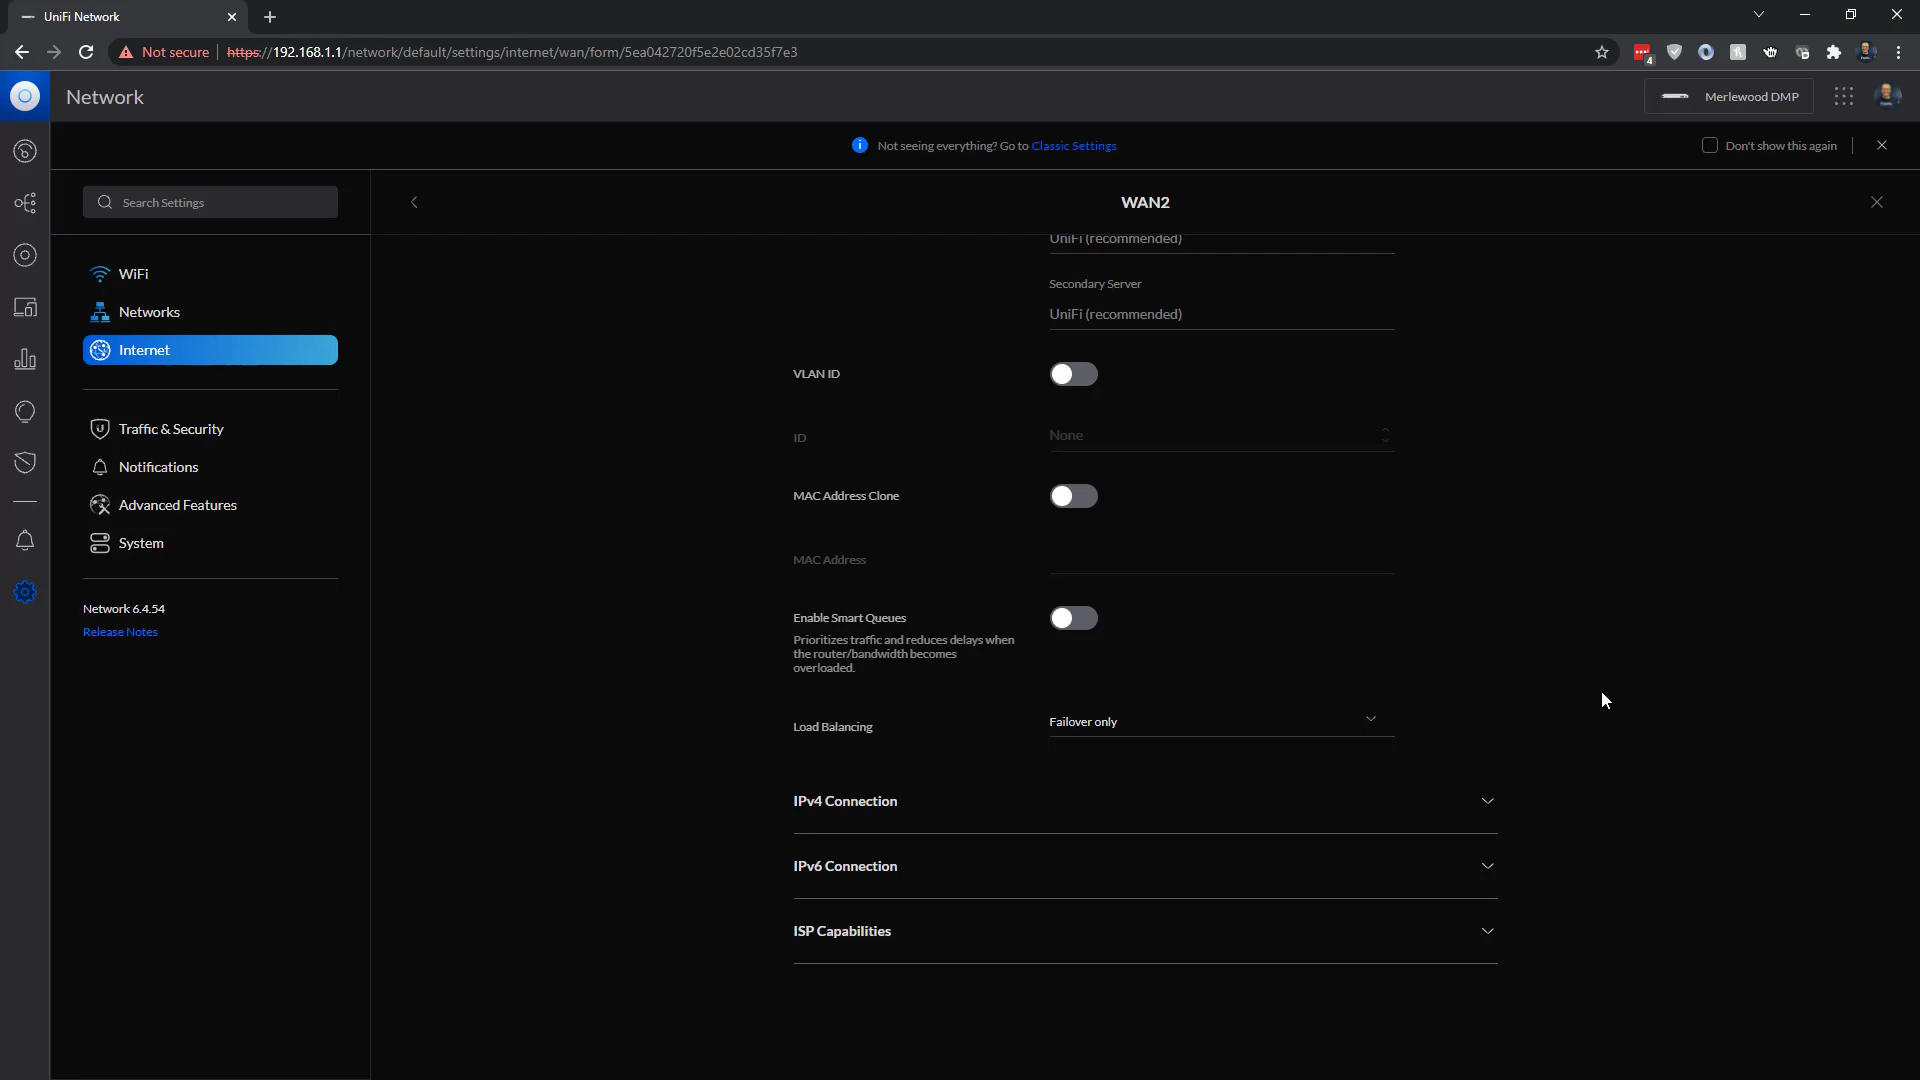 UniFi Network
Not secure
https://192.168.1.1/network/default/settings/internet/wan/form/5ea042720f5e2e02cd35f7e3
4
Network
Merlewood DMP
Not seeing everything? Go to Classic Settings
Don't show this again
Search Settings
WAN2
UniFi (recommended)
Secondary Server
UniFi (recommended)
WiFi
Networks
Internet
VLAN ID
Traffic & Security
ID
None
Notifications
MAC Address Clone
Advanced Features
System
MAC Address
Network 6.4.54
Release Notes
Enable Smart Queues
Prioritizes traffic and reduces delays when
the router/bandwidth becomes
overloaded.
Load Balancing
Failover only
IPv4 Connection
IPv6 Connection
ISP Capabilities